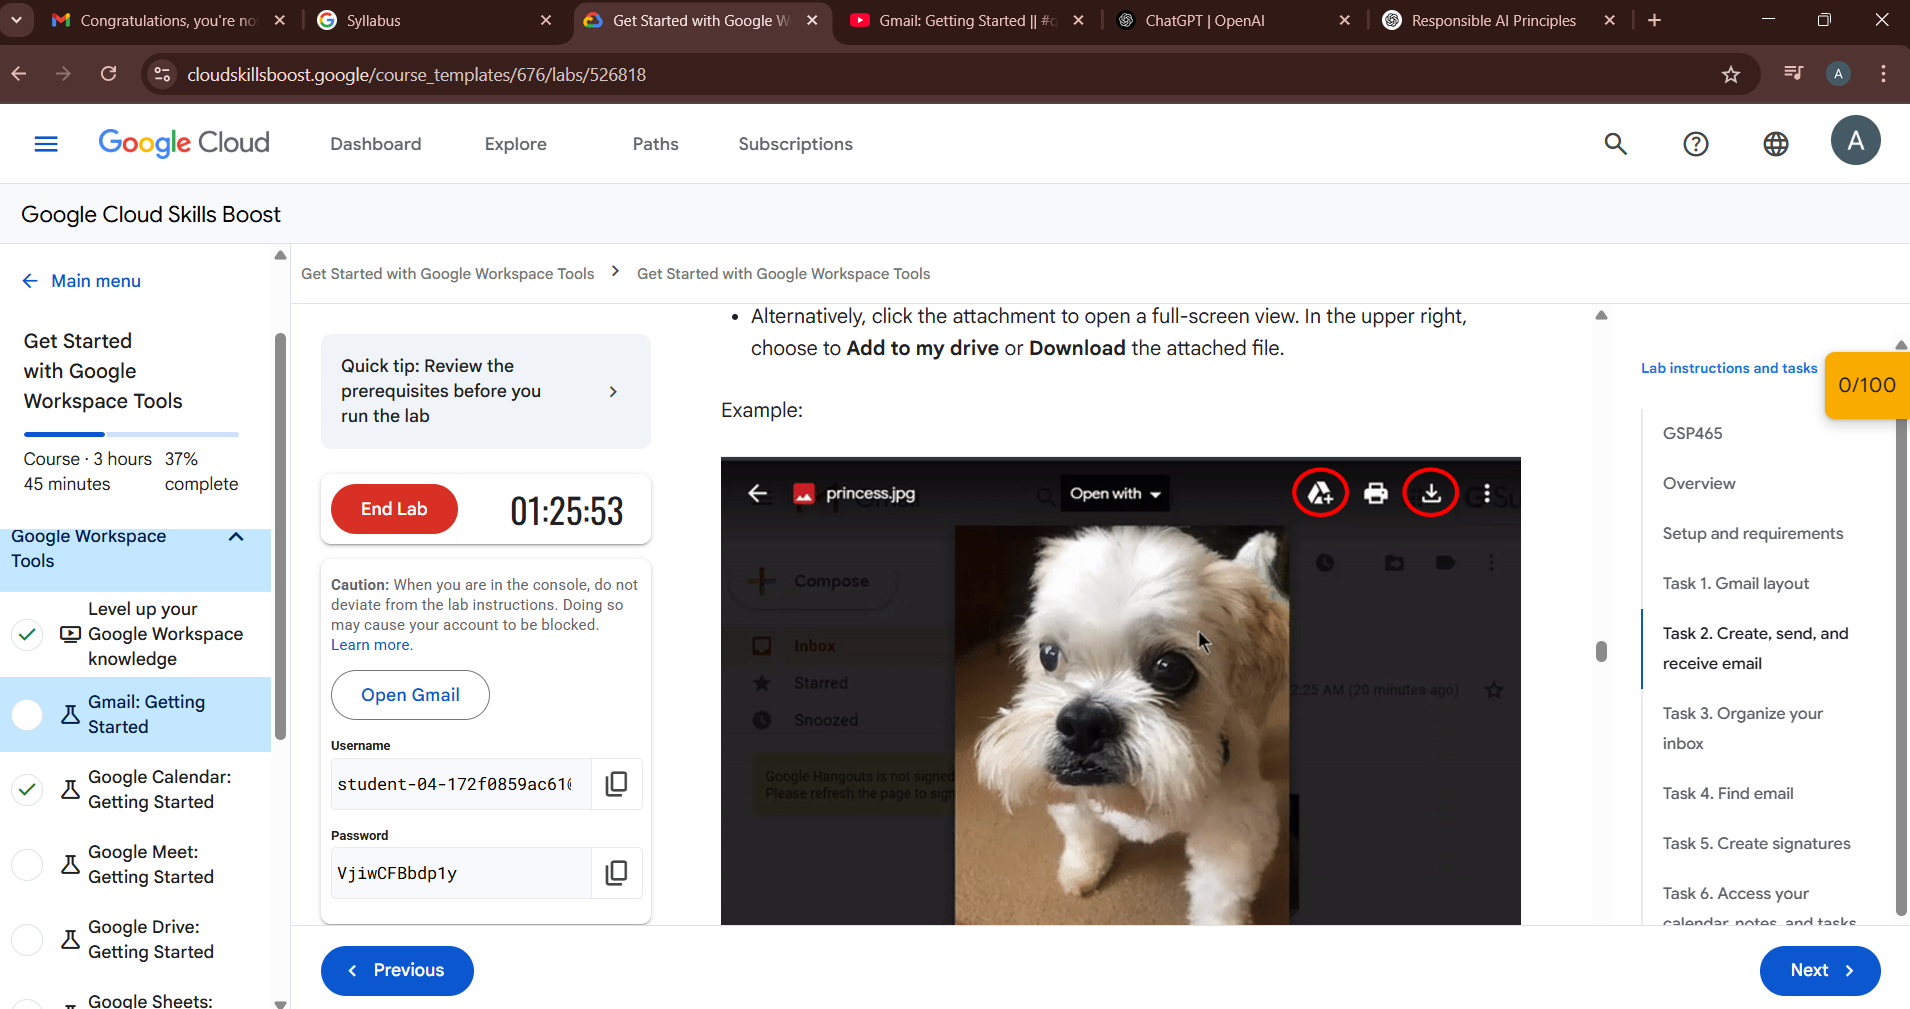 Congratulations, you're no
Syllabus
Get Started with Google W
Gmail: Getting Started || #q
ChatGPT | OpenAI
Responsible AI Principles
cloudskillsboost.google/course_templates/676/labs/526818
A
Google Cloud
Dashboard
Explore
Paths
Subscriptions
A
Google Cloud Skills Boost
Main menu
Get Started
with Google
Workspace Tools
Course · 3 hours
45 minutes
37%
complete
Google Workspace
Tools
Level up your
Google Workspace
knowledge
Gmail: Getting
Started
Google Calendar:
Getting Started
Google Meet:
Getting Started
Google Drive:
Getting Started
Google Sheets:
Get Started with Google Workspace Tools
Get Started with Google Workspace Tools
Quick tip: Review the
prerequisites before you
run the lab
End Lab
01:25:53
Caution: When you are in the console, do not
deviate from the lab instructions. Doing so
may cause your account to be blocked.
Learn more.
Open Gmail
Username
student-04-172f0859ac61@
Password
VjiwCFBbdp1y
• Alternatively, click the attachment to open a full-screen view. In the upper right,
choose to Add to my drive or Download the attached file.
Example:
princess.jpg
Open with
Compose
Inbox
Starred
Snoozed
2:25 AM (20 minutes ago)
Google Hangouts is not signed
Please refresh the page to sign
Lab instructions and tasks
0/100
GSP465
Overview
Setup and requirements
Task 1. Gmail layout
Task 2. Create, send, and
receive email
Task 3. Organize your
inbox
Task 4. Find email
Task 5. Create signatures
Task 6. Access your
calendar, notes, and tasks
Previous
Next